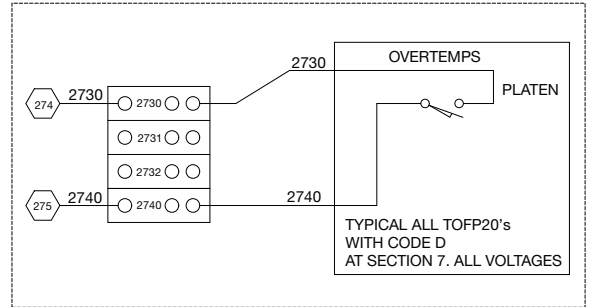 2730
OVERTEMPS
PLATEN
274
2730
2730
2731
2732
275
2740
2740
2740
TYPICAL ALL TOFP20's
WITH CODE D
AT SECTION 7. ALL VOLTAGES